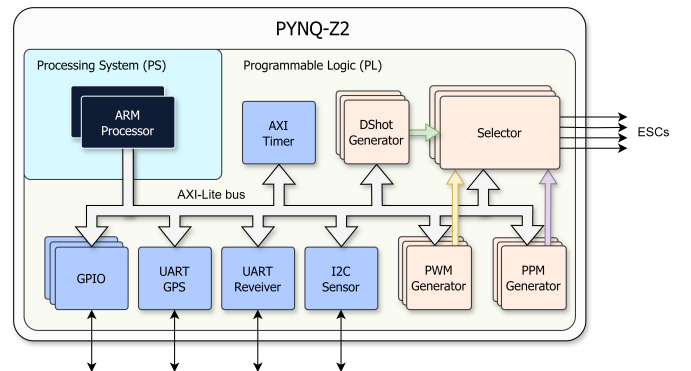 PYNQ-Z2
Processing System (PS)
Programmable Logic (PL)
ARM
Processor
AXI
Timer
DShot
Generator
Selector
ESCs
AXI-Lite bus
GPIO
UART
GPS
UART
Reveiver
I2C
Sensor
PWM
Generator
PPM
Generator